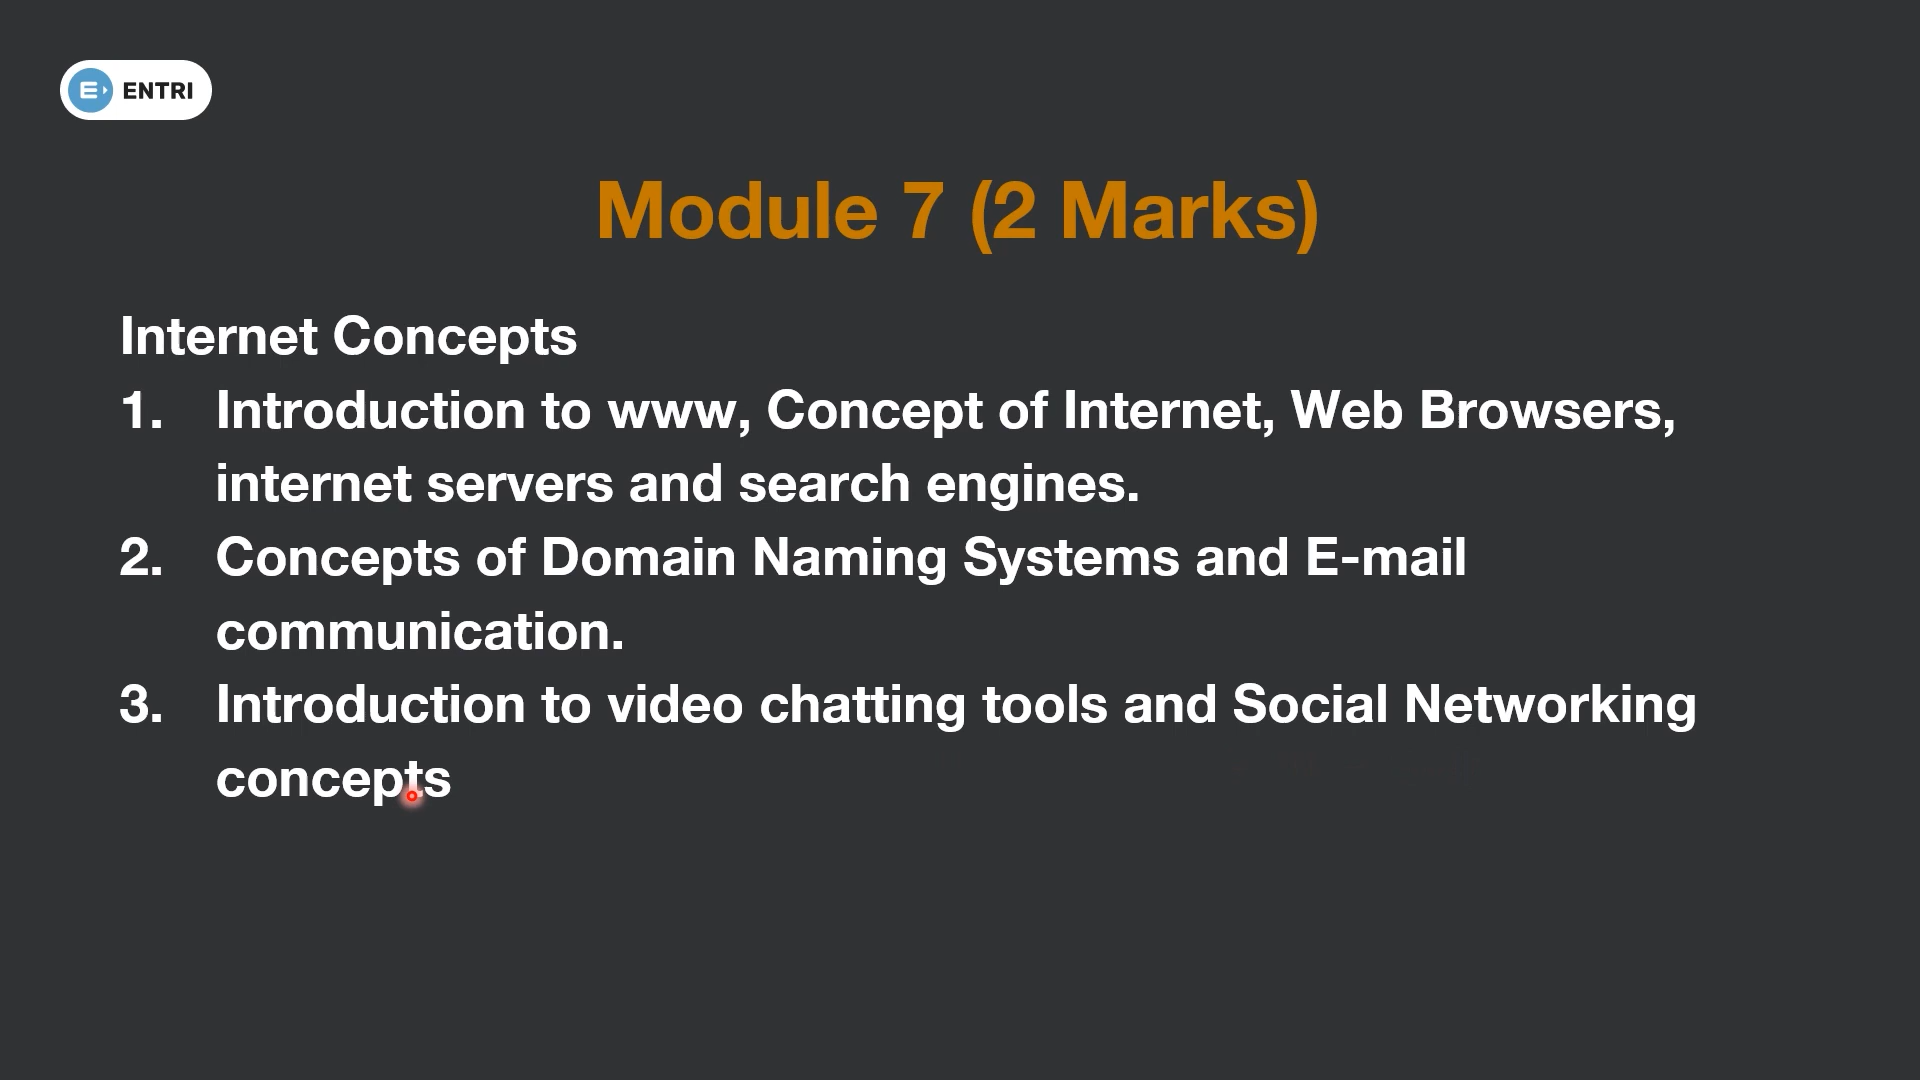 ENTRI
Module 7 (2 Marks)
Internet Concepts
1. Introduction to www, Concept of Internet, Web Browsers,
internet servers and search engines.
2. Concepts of Domain Naming Systems and E-mail
communication.
3. Introduction to video chatting tools and Social Networking
concepts